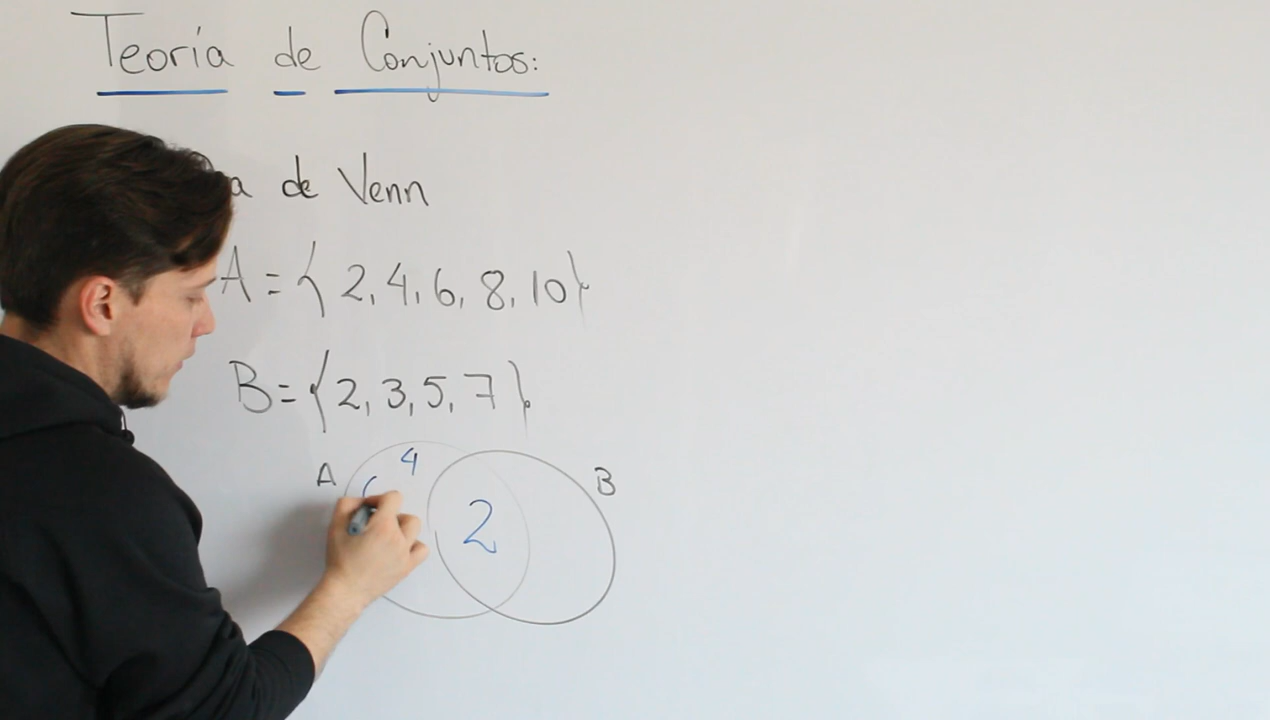 Teoría de Conjuntos:
de Venn
A = { 2, 4, 6, 8, 10}
B = { 2, 3, 5, 7 }.
A 4 B
2